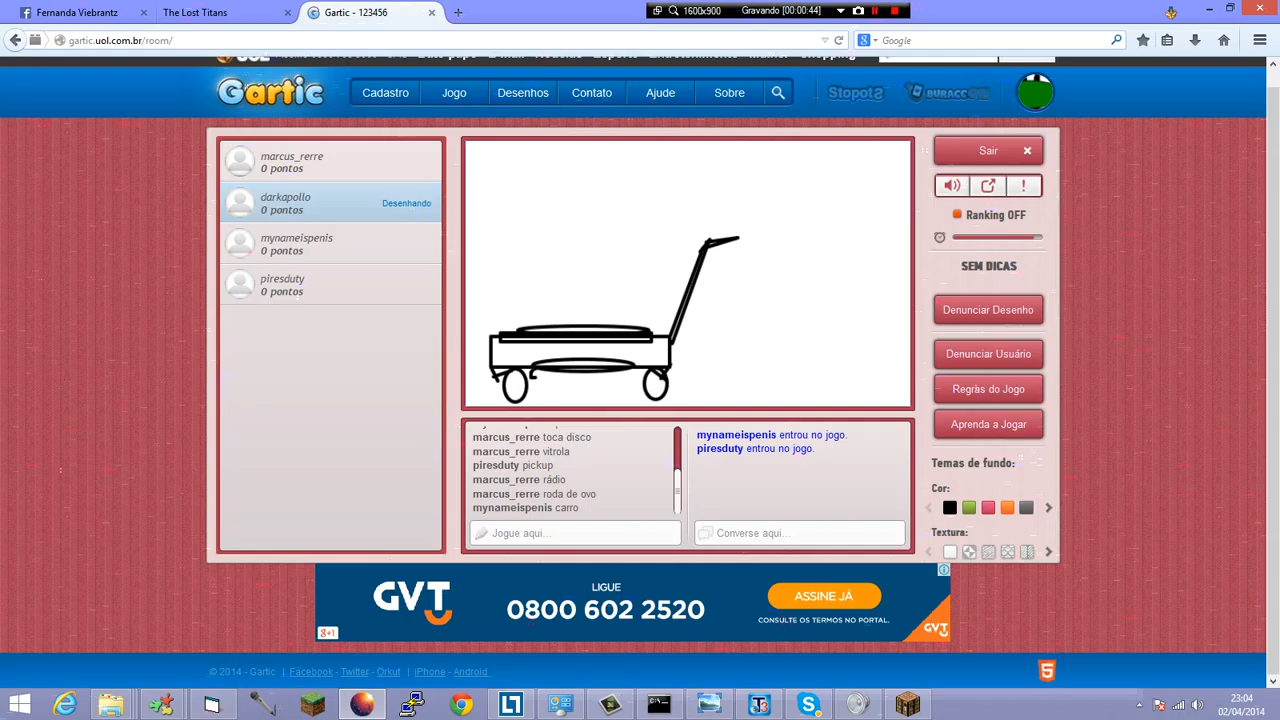 Fernanda Viebrantz
The Lost Titans
Gartic - 123456
1600x900
Gravando [00:00:44]
gartic.uol.com.br/room/
Google
UOL
Gartic
Cadastro
Jogo
Desenhos
Contato
Ajude
Sobre
StopotS
BURACCON
marcus_rerre
0 pontos
darkapollo
0 pontos
Desenhando
mynameispenis
0 pontos
piresduty
0 pontos
marcus_rerre toca disco
marcus_rerre vitrola
piresduty pickup
marcus_rerre rádio
marcus_rerre roda de ovo
mynameispenis carro
Jogue aqui...
mynameispenis entrou no jogo.
piresduty entrou no jogo.
Converse aqui...
Sair
Ranking OFF
SEM DICAS
Denunciar Desenho
Denunciar Usuário
Regras do Jogo
Aprenda a Jogar
Temas de fundo:
Cor:
Textura:
GVT
LIGUE
0800 602 2520
ASSINE JÁ
CONSULTE OS TERMOS NO PORTAL.
GVT
g+1
© 2014 - Gartic | Facebook - Twitter - Orkut | iPhone - Android
23:04
02/04/2014